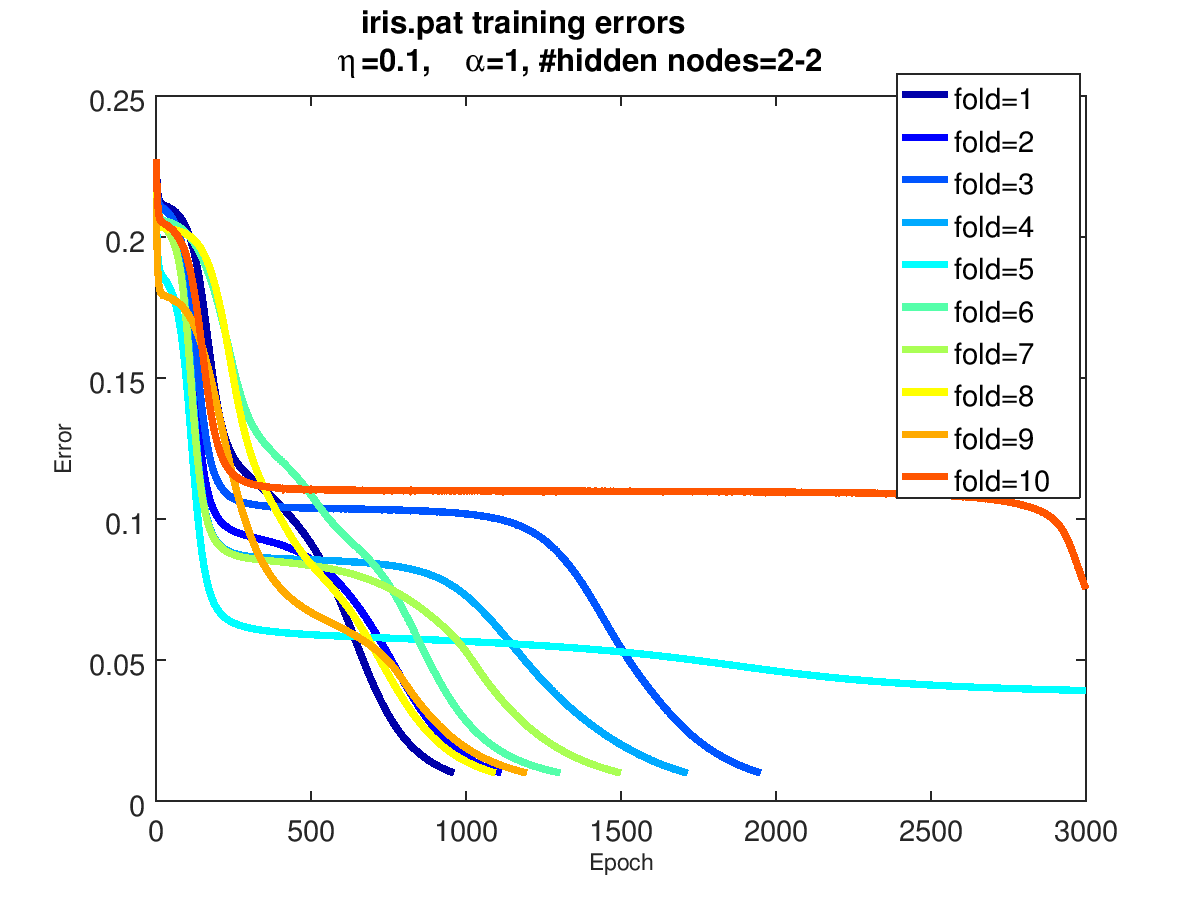 iris.pat training errors
η=0.1, α=1, #hidden nodes=2-2
0.25
0.2
0.15
0.1
0.05
0
Error
fold=1
fold=2
fold=3
fold=4
fold=5
fold=6
fold=7
fold=8
fold=9
fold=10
0 500 1000 1500 2000 2500 3000
Epoch